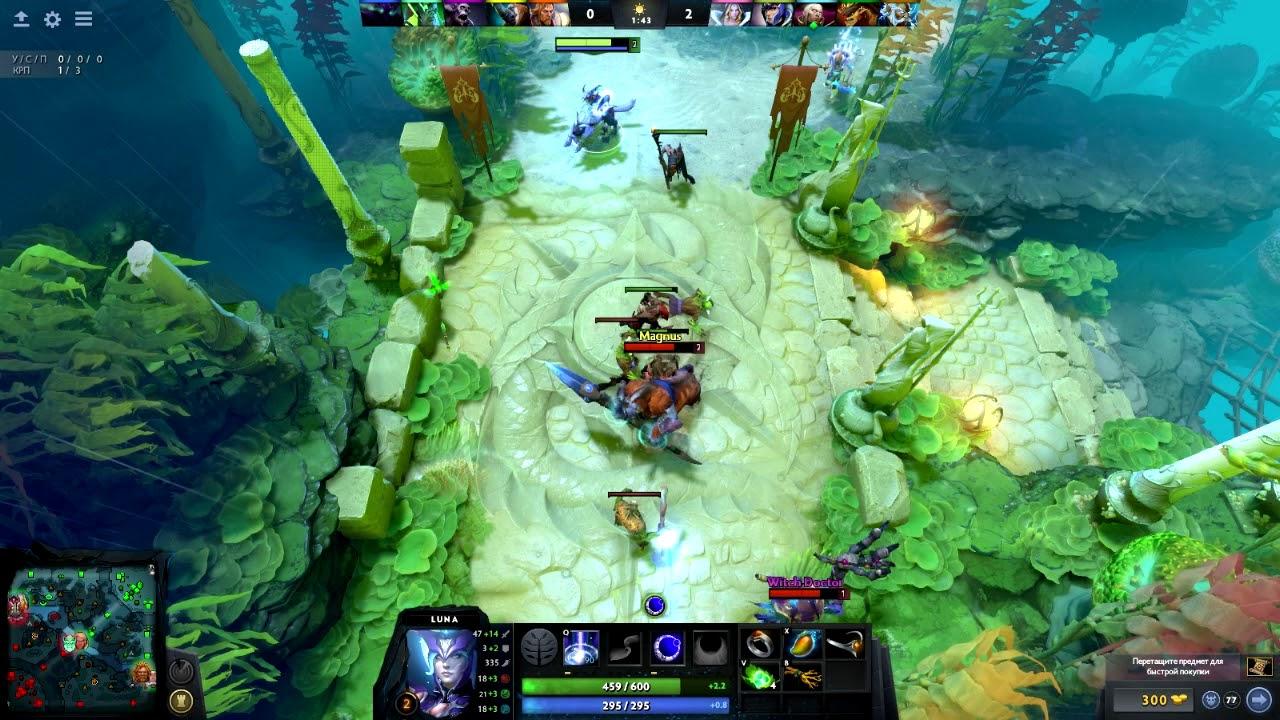 0
1:43
2
У/С/П 0/ 0/ 0
КРП 1/ 3
2
Magnus
2
Witch Doctor
1
LUNA
47 +14
3 +2
335
18 +3
21 +3
18 +3
2
Q
X
V
4
B
459 / 600
+2.2
295 / 295
+0.8
Перетащите предмет для
быстрой покупки
300
77